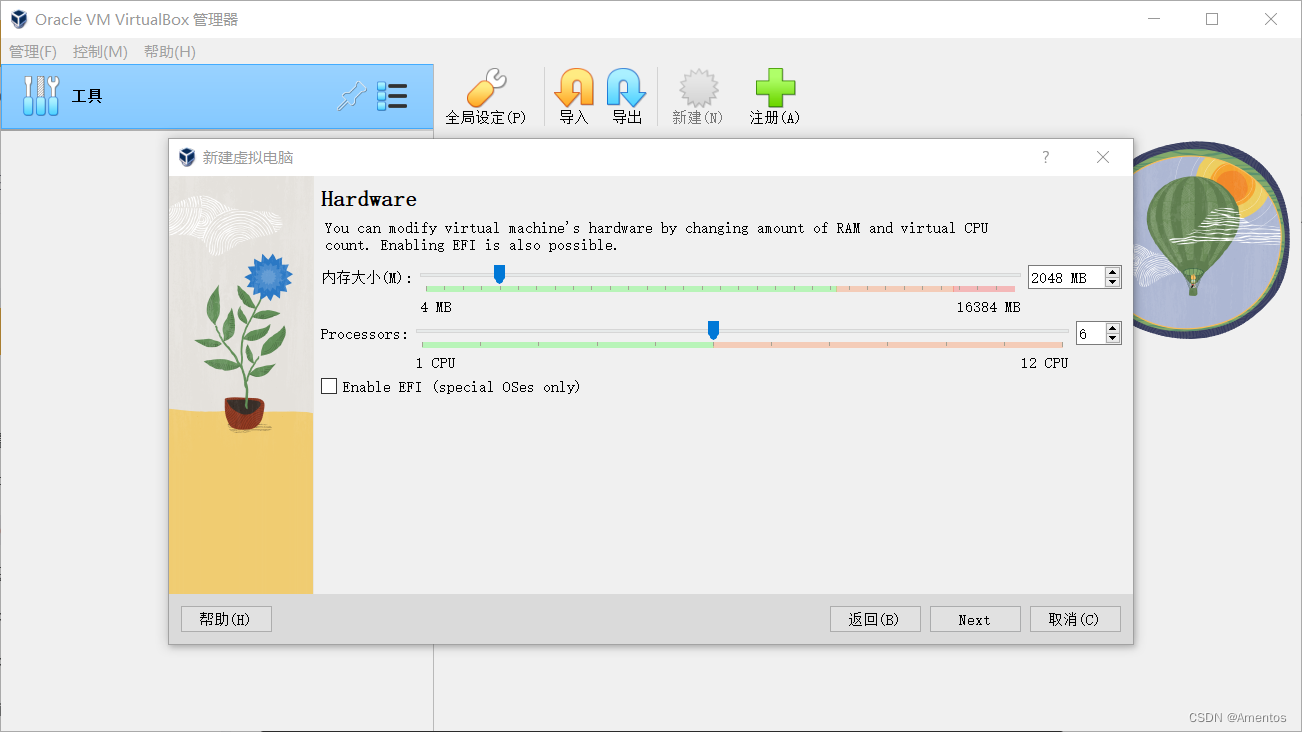 Oracle VM VirtualBox 管理器
管理(F) 控制(M) 帮助(H)
工具
全局设定(P) 导入 导出 新建(N) 注册(A)
新建虚拟电脑 ?
Hardware
You can modify virtual machine's hardware by changing amount of RAM and virtual CPU
count. Enabling EFI is also possible.
内存大小(M): 2048 MB
4 MB 16384 MB
Processors: 6
1 CPU 12 CPU
Enable EFI (special OSes only)
帮助(H) 返回(B) Next 取消(C)
CSDN @Amentos